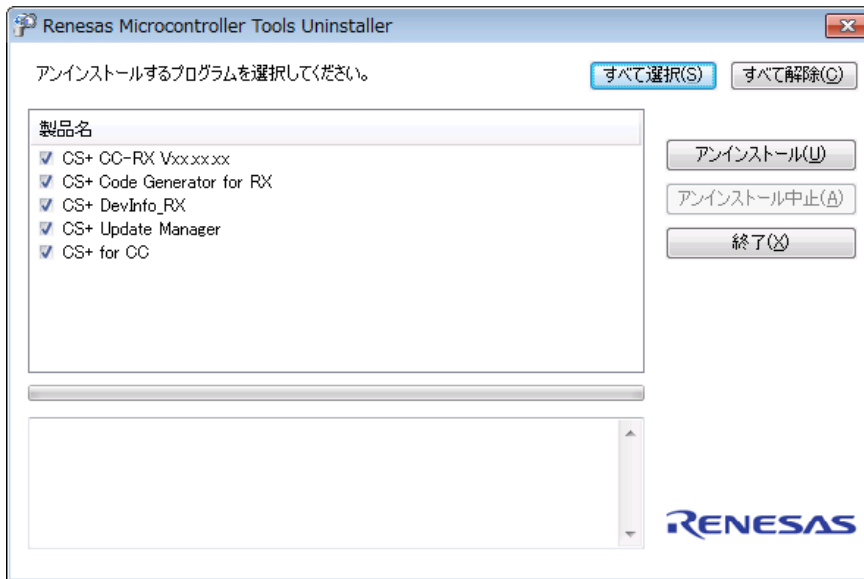 Renesas Microcontroller Tools Uninstaller
アンインストールするプログラムを選択してください。
すべて選択(S)
すべて解除(C)
製品名
CS+ CC-RX Vxx.xx.xx
CS+ Code Generator for RX
CS+ DevInfo_RX
CS+ Update Manager
CS+ for CC
アンインストール(U)
アンインストール中止(A)
終了(X)
RENESAS